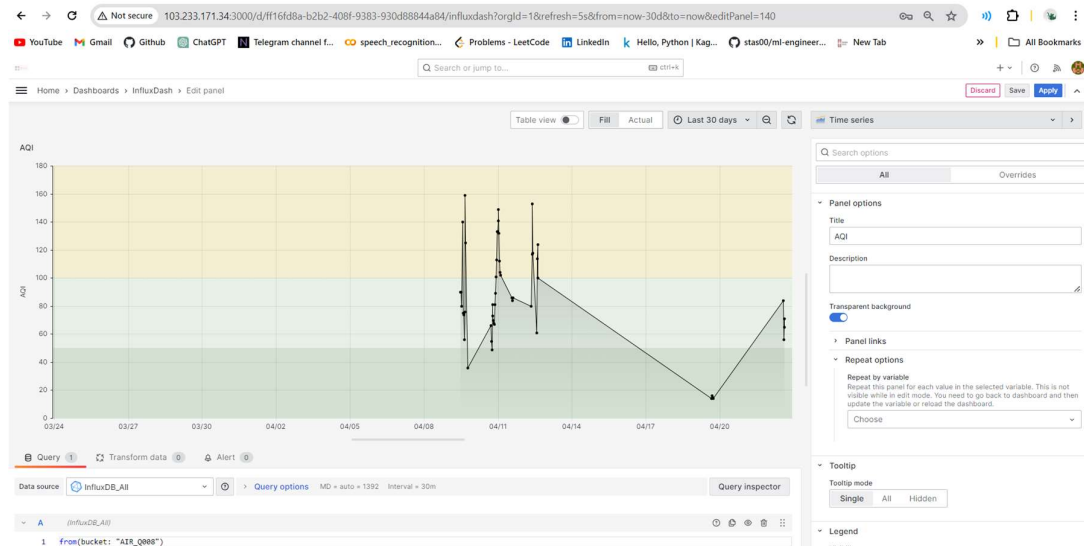 Not secure 103.233.171.34:3000/d/ff16fd8a-b2b2-408f-9383-930d88844a84/influxdash?orgId=1&refresh=5s&from=now-30d&to=now&editPanel=140
YouTube Gmail Github ChatGPT Telegram channel f... speech_recognition... Problems - LeetCode LinkedIn Hello, Python | Kag... stas00/ml-engineer... New Tab » All Bookmarks
Search or jump to... ctrl+k
Home › Dashboards › InfluxDash › Edit panel Discard Save Apply
Table view Fill Actual Last 30 days Time series
AQI
Search options
All Overrides
180
160
140
120
100
80
60
40
20
0
AQI
03/24 03/27 03/30 04/02 04/05 04/08 04/11 04/14 04/17 04/20
Panel options
Title
AQI
Description
Transparent background
Panel links
Repeat options
Repeat by variable
Repeat this panel for each value in the selected variable. This is not
visible while in edit mode. You need to go back to dashboard and then
update the variable or reload the dashboard.
Choose
Query 1 Transform data 0 Alert 0
Tooltip
Tooltip mode
Single All Hidden
Data source InfluxDB_All Query options MD = auto = 1392 Interval = 30m Query inspector
A (InfluxDB_All)
Legend
1 from(bucket: "AIR_Q008")